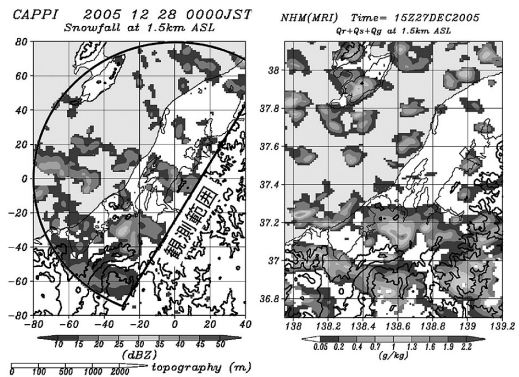 CAPPI 2005 12 28 0000JST
Snowfall at 1.5km ASL
80
60
40
20
0
-20
-40
-60
-80
-80 -60 -40 -20 0 20 40
観測範囲
10 15 20 25 30 35 40 45 50
(dBZ)
topography (m)
0 100 500 1000 2000
NHM(MRI) Time= 15Z27DEC2005
Qr+Qs+Qg at 1.5km ASL
38
37.8
37.6
37.4
37.2
37
36.8
138 138.2 138.4 138.6 138.8 139 139.2
0.05 0.2 0.4 0.7 1 1.3 1.6 1.9 2.2
(g/kg)